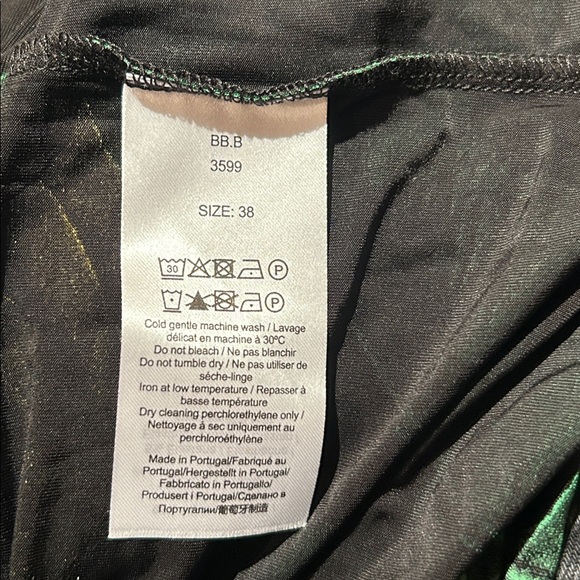 BB.B
3599
SIZE: 38
30 P
P
Cold gentle machine wash / Lavage
délicat en machine à 30ºC
Do not bleach / Ne pas blanchir
Do not tumble dry / Ne pas utiliser de
séche-linge
Iron at low temperature / Repasser à
basse température
Dry cleaning perchlorethylene only /
Nettoyage à sec uniquement au
perchloroéthylène
Made in Portugal/Fabriqué au
Portugal/Hergestellt in Portugal/
Fabbricato in Portugallo/
Produsert i Portugal/Сделано в
Португалии/葡萄牙制造